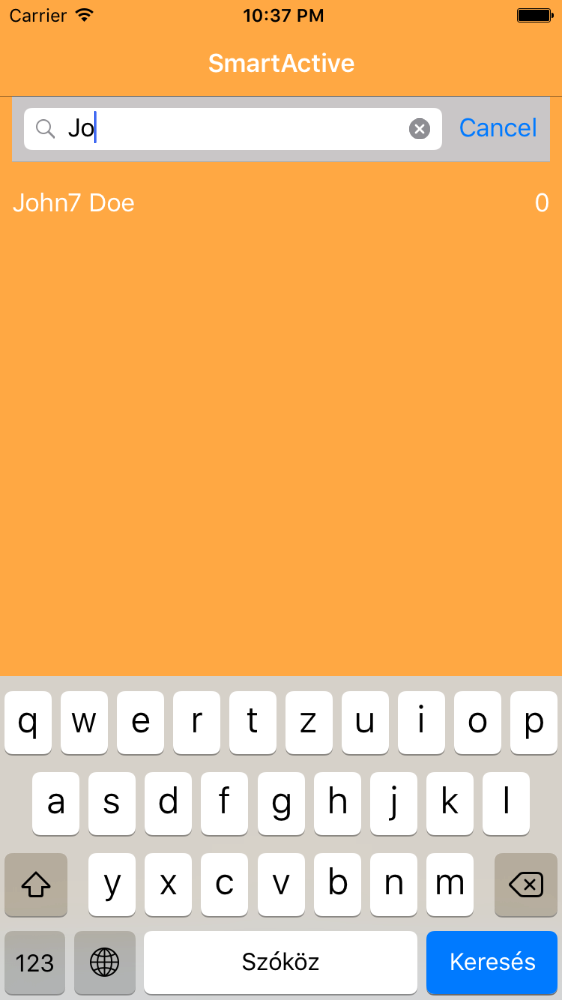 Carrier 10:37 PM
SmartActive
Jo Cancel
John7 Doe 0
q w e r t z u i o p
a s d f g h j k l
y x c v b n m
123 Szóköz Keresés